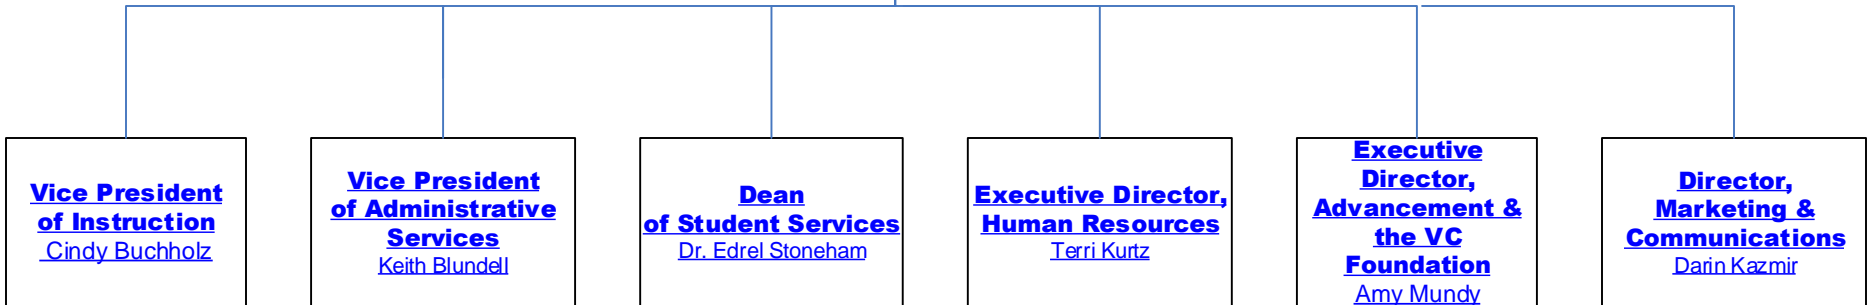 Vice President
of Instruction
Cindy Buchholz
Vice President
of Administrative
Services
Keith Blundell
Dean
of Student Services
Dr. Edrel Stoneham
Executive Director,
Human Resources
Terri Kurtz
Executive
Director,
Advancement &
the VC
Foundation
Amy Mundy
Director,
Marketing &
Communications
Darin Kazmir